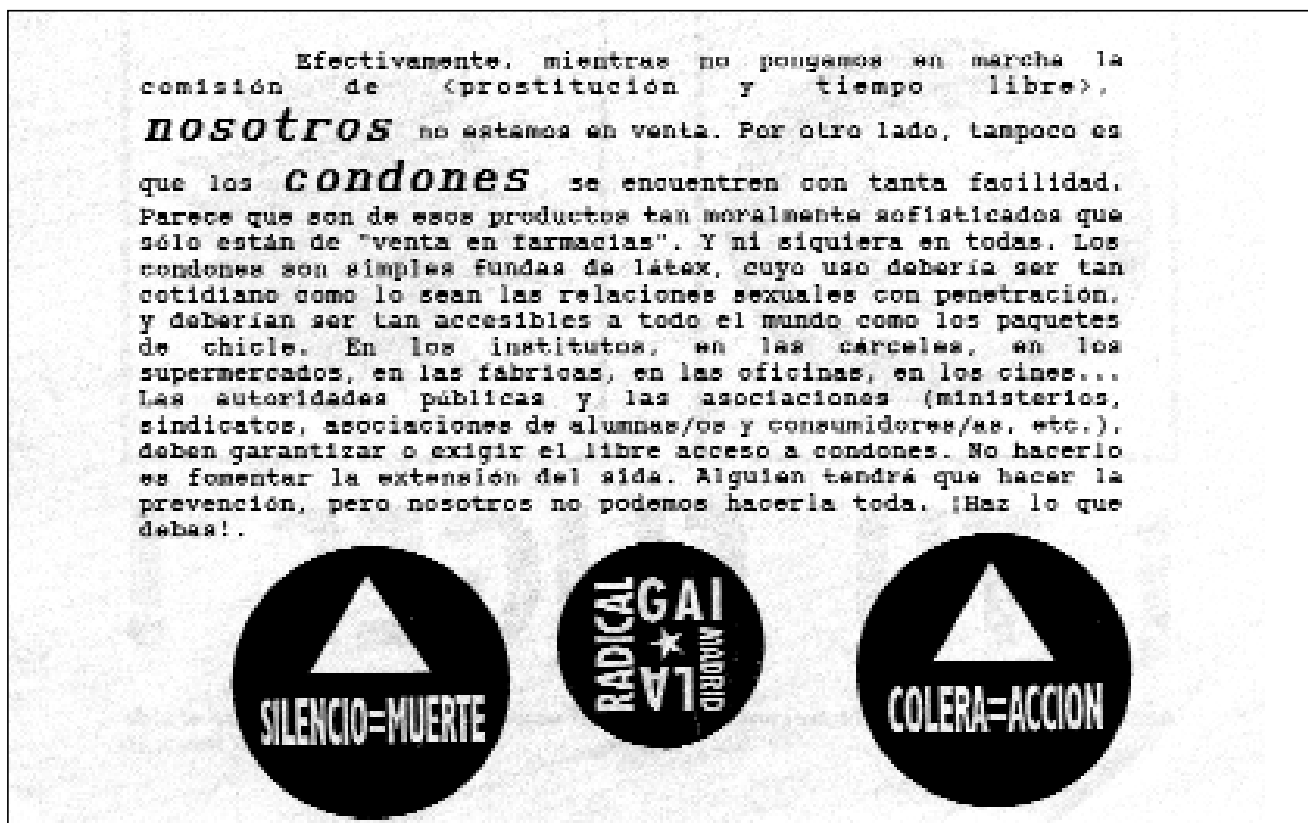 Efectivamente, mientras no pongamos en marcha la
comisión de <prostitución y tiempo libre>,
nosotros no estamos en venta. Por otro lado, tampoco es
que los condones se encuentren con tanta facilidad.
Parece que son de esos productos tan moralmente sofisticados que
sólo están de "venta en farmacias". Y ni siquiera en todas. Los
condones son simples fundas de látex, cuyo uso debería ser tan
cotidiano como lo sean las relaciones sexuales con penetración,
y deberían ser tan accesibles a todo el mundo como los paquetes
de chicle. En los institutos, en las cárceles, en los
supermercados, en las fábricas, en las oficinas, en los cines...
Las autoridades públicas y las asociaciones (ministerios,
sindicatos, asociaciones de alumnas/os y consumidores/as, etc.),
deben garantizar o exigir el libre acceso a condones. No hacerlo
es fomentar la extensión del sida. Alguien tendrá que hacer la
prevención, pero nosotros no podemos hacerla toda. ¡Haz lo que
debas!.
SILENCIO=MUERTE
LA
RADICAL
GAI
MADRID
COLERA=ACCION